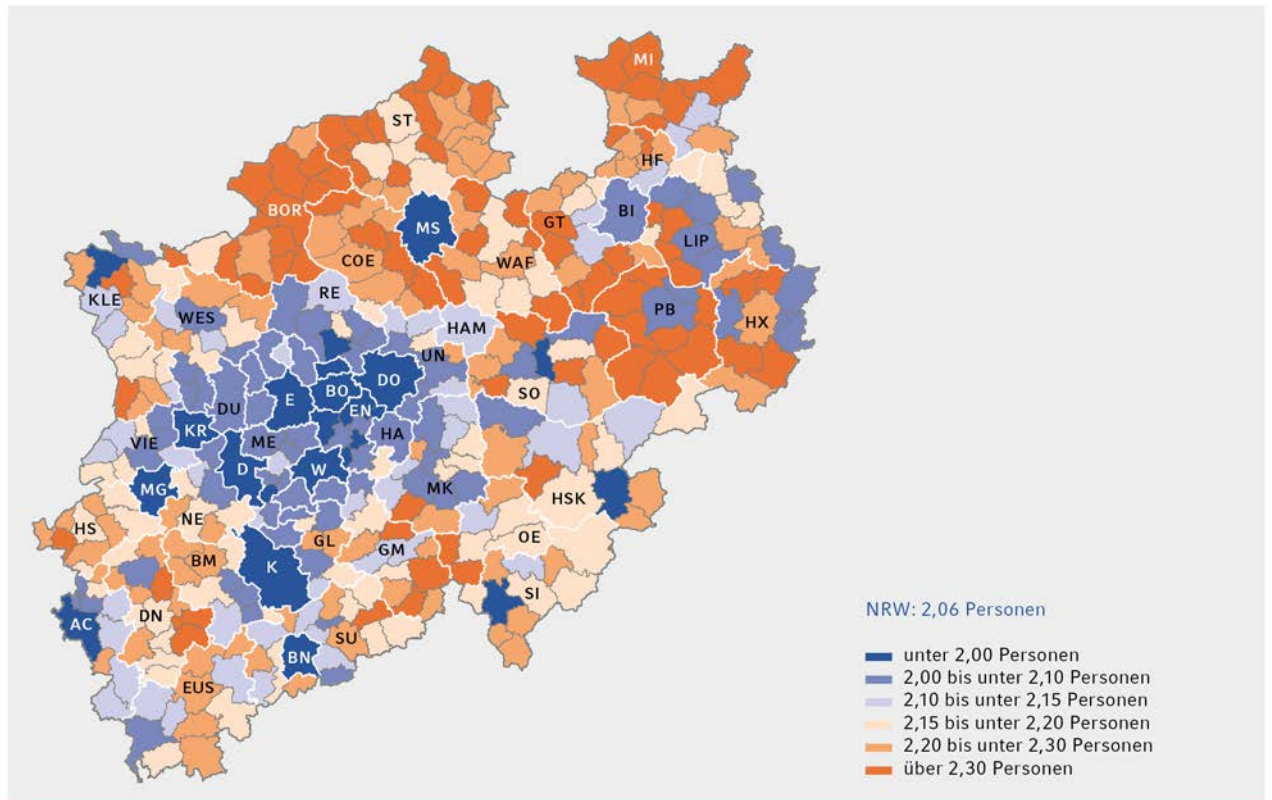 MI
ST
HF
BOR
MS
GT
BI
COE
WAF
LIP
KLE
RE
WES
PB
HX
HAM
UN
DO
BO
SO
E
EN
DU
KR
HA
VIE
ME
D
W
MG
MK
HSK
NE
HS
OE
GL
GM
BM
K
SI
DN
AC
SU
BN
EUS
NRW: 2,06 Personen
unter 2,00 Personen
2,00 bis unter 2,10 Personen
2,10 bis unter 2,15 Personen
2,15 bis unter 2,20 Personen
2,20 bis unter 2,30 Personen
über 2,30 Personen